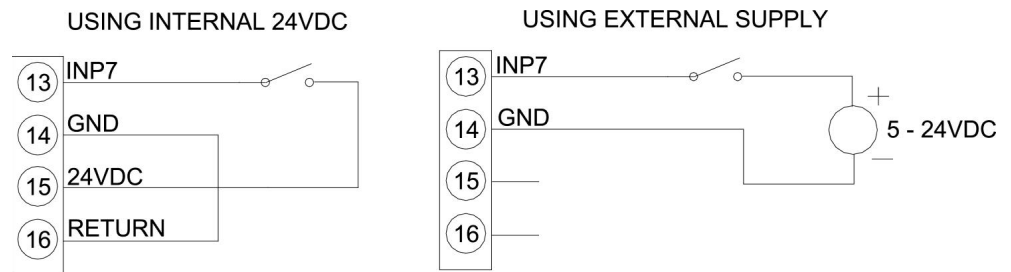 USING INTERNAL 24VDC
13 INP7
14 GND
15 24VDC
16 RETURN
USING EXTERNAL SUPPLY
13 INP7
14 GND
15
16
+
5 - 24VDC
—